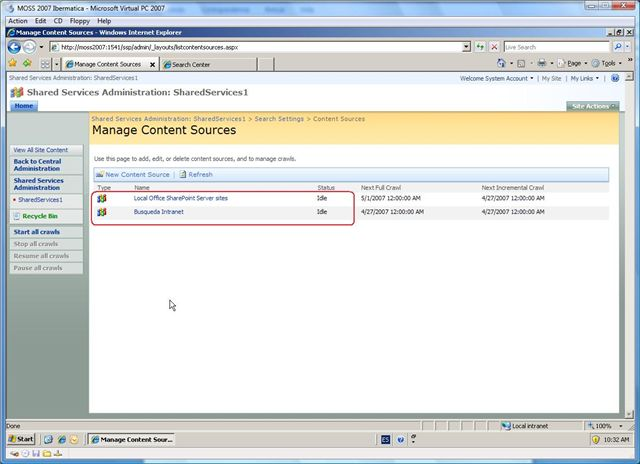 MOSS 2007 Ibermatica - Microsoft Virtual PC 2007
Action Edit Floppy Help
Manage Content Sources - Windows Internet Explorer
http://moss2007:1541/ssp/admin/_layouts/listcontentsources.aspx
Live Search
Manage Content Sources
Search Center
Page
Tools
Shared Services Administration: SharedServices1
Welcome System Account
My Site
My Links
Shared Services Administration: SharedServices1
Home
Site Actions
Shared Services Administration: SharedServices1 > Search Settings > Content Sources
Manage Content Sources
View All Site Content
Back to Central Administration
Shared Services Administration
SharedServices1
Recycle Bin
Start all crawls
Stop all crawls
Resume all crawls
Pause all crawls
Use this page to add, edit, or delete content sources, and to manage crawls.
New Content Source | Refresh
Type Name Status Next Full Crawl Next Incremental Crawl
Local Office SharePoint Server sites Idle 5/1/2007 12:00:00 AM 4/27/2007 12:00:00 AM
Busqueda Intranet Idle 4/27/2007 12:00:00 AM 4/27/2007 12:00:00 AM
Done
Local intranet
100%
Start
Manage Content Sour...
ES
10:32 AM